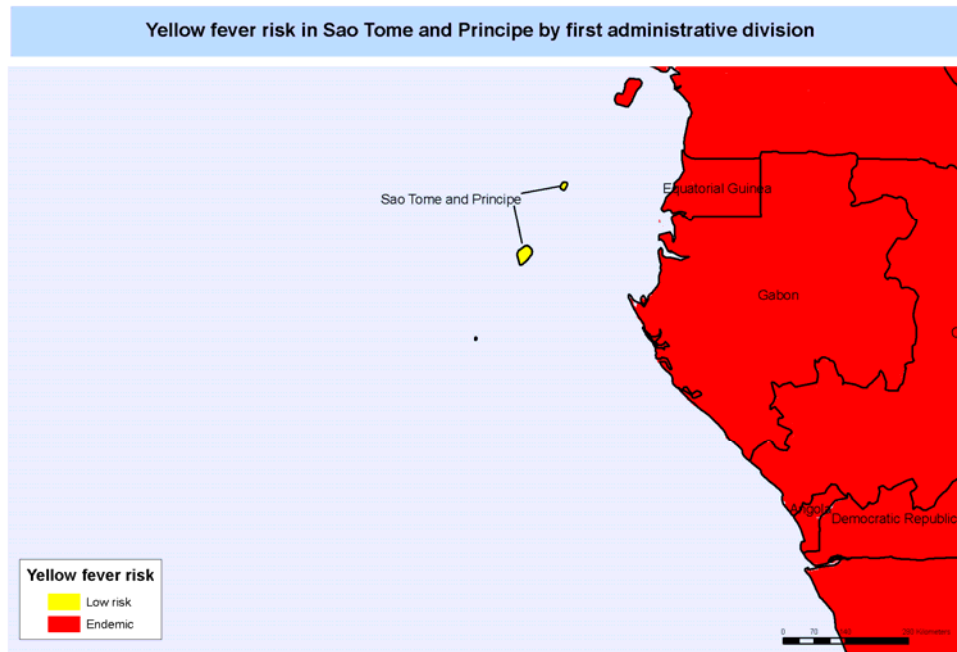 Yellow fever risk in Sao Tome and Principe by first administrative division
Equatorial Guinea
Sao Tome and Principe
Gabon
Angola
Democratic Republic
Yellow fever risk
Low risk
Endemic
0 70 140 Kilometers